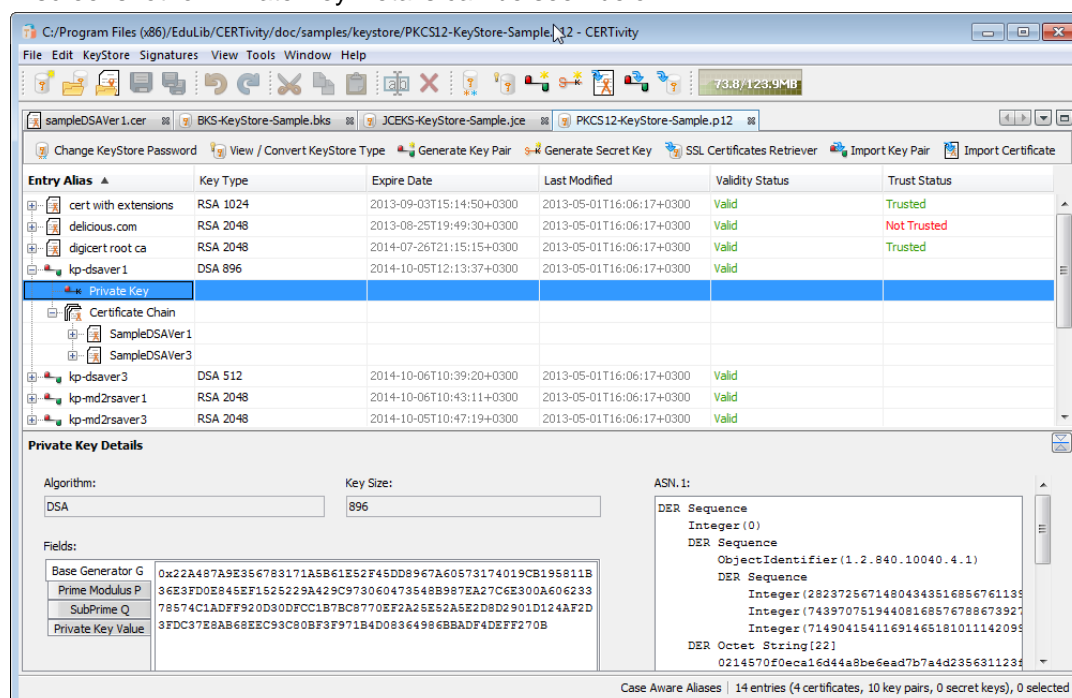 C:/Program Files (x86)/EduLib/CERTivity/doc/samples/keystore/PKCS12-KeyStore-Sample.p12 - CERTivity
File Edit KeyStore Signatures View Tools Window Help
73.8/123.9MB
sampleDSAVer1.cer BKS-KeyStore-Sample.bks JCEKS-KeyStore-Sample.jce PKCS12-KeyStore-Sample.p12
Change KeyStore Password View / Convert KeyStore Type Generate Key Pair Generate Secret Key SSL Certificates Retriever Import Key Pair Import Certificate
Entry Alias Key Type Expire Date Last Modified Validity Status Trust Status
cert with extensions RSA 1024 2013-09-03T15:14:50+0300 2013-05-01T16:06:17+0300 Valid Trusted
delicious.com RSA 2048 2013-08-25T19:49:30+0300 2013-05-01T16:06:17+0300 Valid Not Trusted
digicert root ca RSA 2048 2014-07-26T21:15:15+0300 2013-05-01T16:06:17+0300 Valid Trusted
kp-dsaver1 DSA 896 2014-10-05T12:13:37+0300 2013-05-01T16:06:17+0300 Valid
Private Key
Certificate Chain
SampleDSAVer1
SampleDSAVer3
kp-dsaver3 DSA 512 2014-10-06T10:39:20+0300 2013-05-01T16:06:17+0300 Valid
kp-md2rsaver1 RSA 2048 2014-10-06T10:43:11+0300 2013-05-01T16:06:17+0300 Valid
kp-md2rsaver3 RSA 2048 2014-10-05T10:47:19+0300 2013-05-01T16:06:17+0300 Valid
Private Key Details
Algorithm: Key Size: ASN.1:
DSA 896
DER Sequence
Integer(0)
DER Sequence
ObjectIdentifier(1.2.840.10040.4.1)
DER Sequence
Integer(282372567148044343516856761139
Integer(743970751944081685676788673927
Integer(7149041541169146518101114209
DER Octet String[22]
0214570f0eca16d44a8be6ead7b7a4d235631123f
Fields:
Base Generator G
Prime Modulus P
SubPrime Q
Private Key Value
0x22A487A9E356783171A5B61E52F45DD8967A60573174019CB195811B
36E3FD0E845EF1525229A429C973060473548B987EA27C6E300A606233
78574C1ADFF920D30DFCC1B7BC8770EF2A25E52A5E2D8D2901D124AF2D
3FDC37E8AB68EEC93C80BF3F971B4D08364986BBADF4DEFF270B
Case Aware Aliases 14 entries (4 certificates, 10 key pairs, 0 secret keys), 0 selected